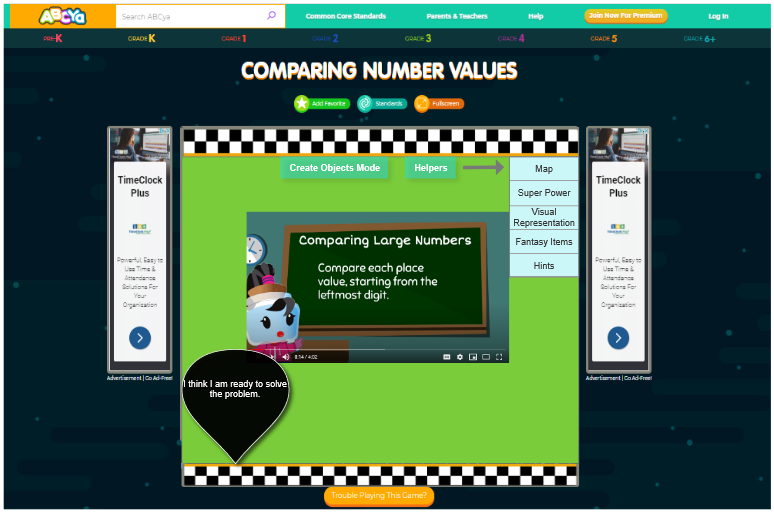 ABCya
Search ABCya
Common Core Standards
Parents & Teachers
Help
Join Now For Premium
Log In
PRE-K
GRADE K
GRADE 1
GRADE 2
GRADE 3
GRADE 4
GRADE 5
GRADE 6+
COMPARING NUMBER VALUES
Add Favorite
Standards
Fullscreen
TimeClock
Plus
Powerful, Easy to
Use Time &
Attendance
Solutions For
Your
Organization
Advertisement | Go Ad-Free!
Create Objects Mode
Helpers
Map
Super Power
Visual
Representation
Fantasy Items
Hints
Comparing Large Numbers
Compare each place
value, starting from the
leftmost digit.
I think I am ready to solve
the problem.
TimeClock
Plus
Powerful, Easy to
Use Time &
Attendance
Solutions For
Your
Organization
Advertisement | Go Ad-Free!
Trouble Playing This Game?